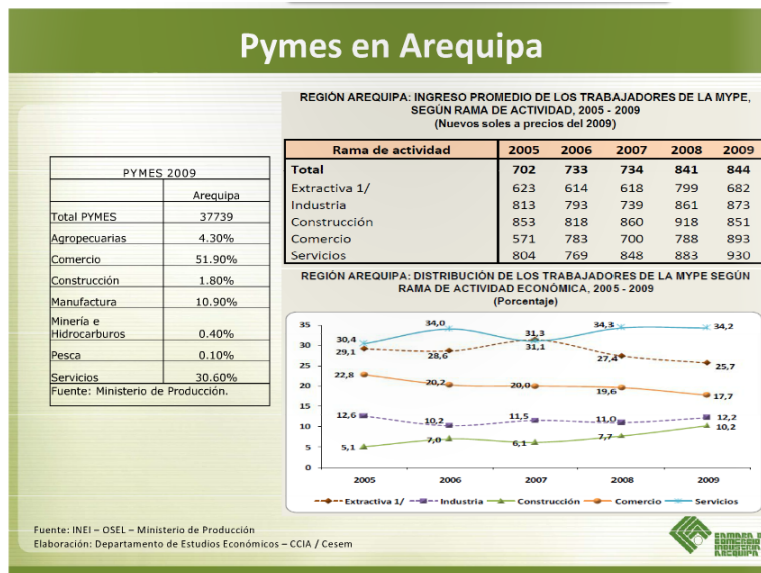 Pymes en Arequipa
PYMES 2009
Arequipa
Total PYMES 37739
Agropecuarias 4.30%
Comercio 51.90%
Construcción 1.80%
Manufactura 10.90%
Minería e
Hidrocarburos 0.40%
Pesca 0.10%
Servicios 30.60%
Fuente: Ministerio de Producción.
REGIÓN AREQUIPA: INGRESO PROMEDIO DE LOS TRABAJADORES DE LA MYPE,
SEGÚN RAMA DE ACTIVIDAD, 2005 - 2009
(Nuevos soles a precios del 2009)
Rama de actividad 2005 2006 2007 2008 2009
Total 702 733 734 841 844
Extractiva 1/ 623 614 618 799 682
Industria 813 793 739 861 873
Construcción 853 818 860 918 851
Comercio 571 783 700 788 893
Servicios 804 769 848 883 930
REGIÓN AREQUIPA: DISTRIBUCIÓN DE LOS TRABAJADORES DE LA MYPE SEGÚN
RAMA DE ACTIVIDAD ECONÓMICA, 2005 - 2009
(Porcentaje)
35
30
25
20
15
10
5
0
30,4 34,0 31,3 34,3 34,2
29,1 28,6 31,1 27,4 25,7
22,8 20,2 20,0 19,6 17,7
12,6 10,2 11,5 11,0 12,2
5,1 7,0 6,1 7,7 10,2
2005 2006 2007 2008 2009
Extractiva 1/ Industria Construcción Comercio Servicios
Fuente: INEI – OSEL – Ministerio de Producción
Elaboración: Departamento de Estudios Económicos – CCIA / Cesem
CAMARA D
COMERCIO
INDUSTRIA
AREQUIPA